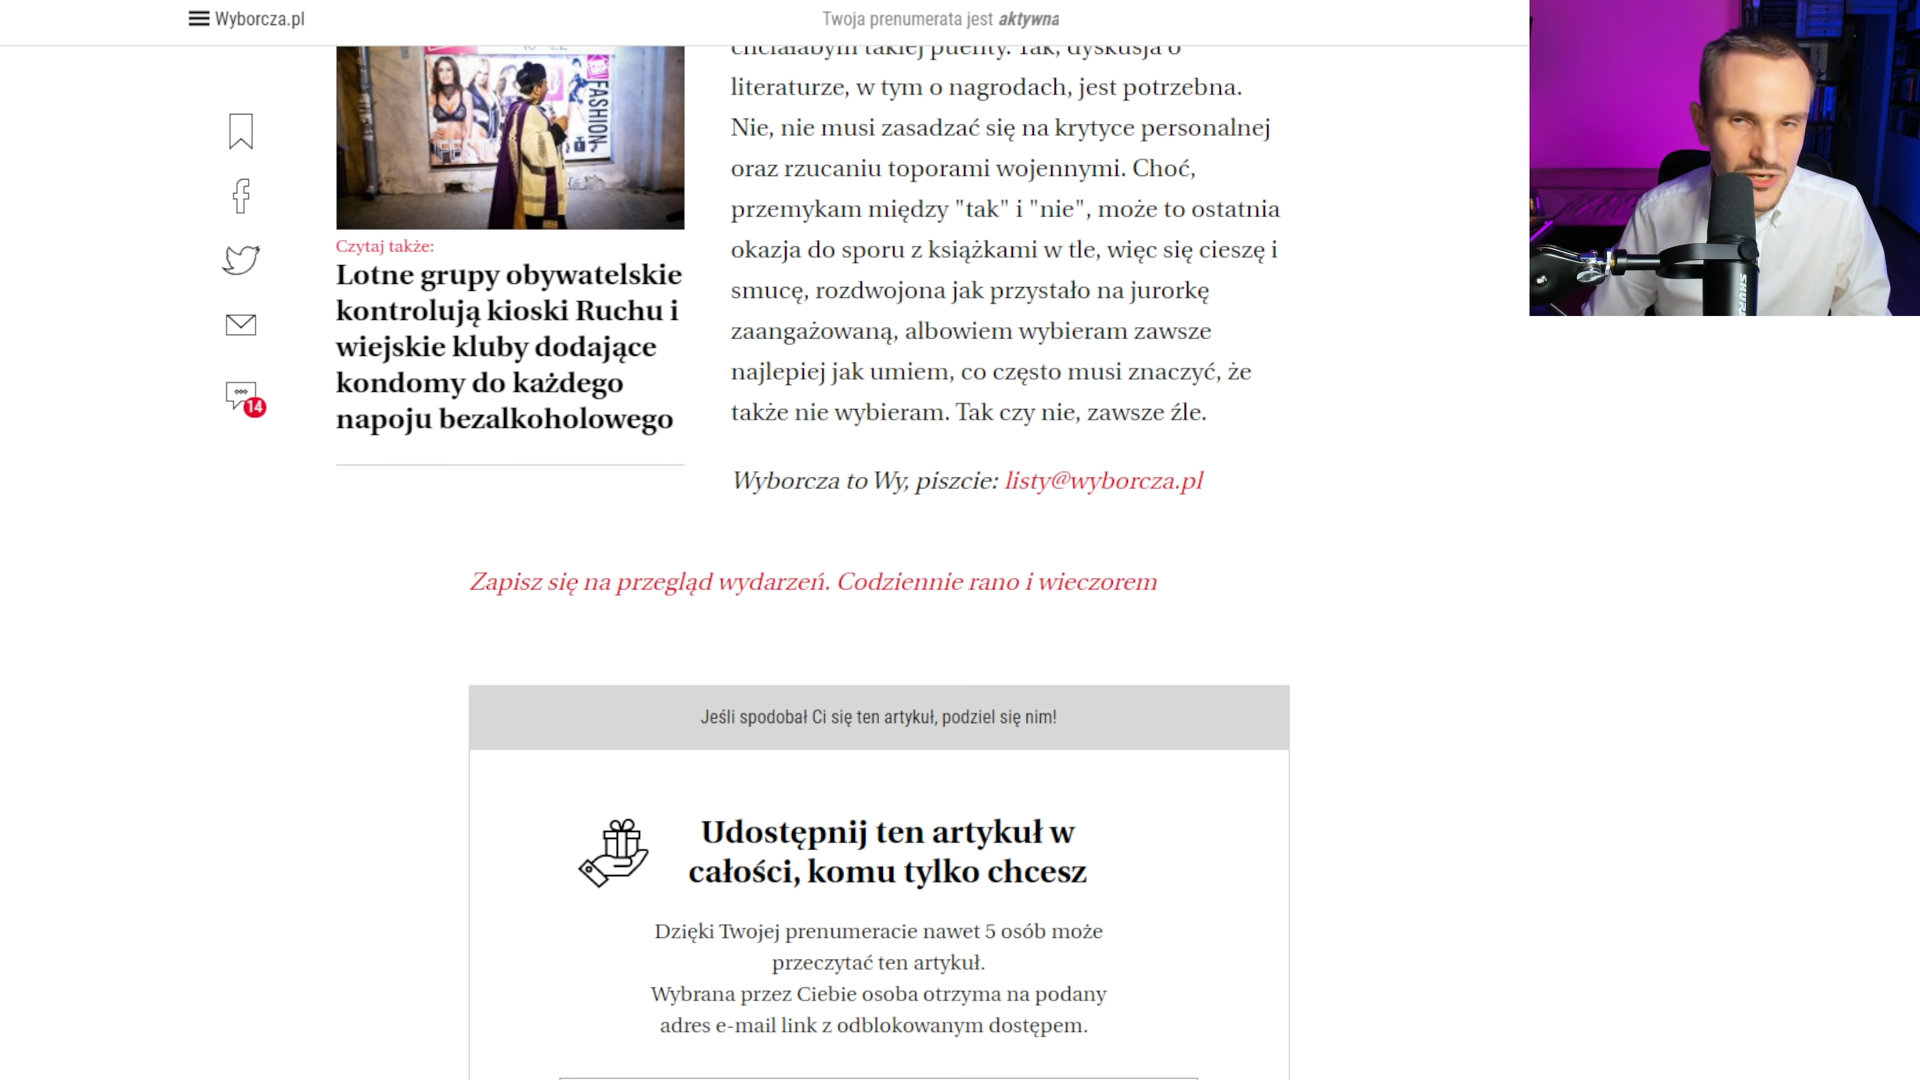 Wyborcza.pl
Twoja prenumerata jest aktywna
chciałabym takiej puenty. Tak, dyskusja o
literaturze, w tym o nagrodach, jest potrzebna.
Nie, nie musi zasadzać się na krytyce personalnej
oraz rzucaniu toporami wojennymi. Choć,
przemykam między "tak" i "nie", może to ostatnia
okazja do sporu z książkami w tle, więc się cieszę i
smucę, rozdwojona jak przystało na jurorkę
zaangażowaną, albowiem wybieram zawsze
najlepiej jak umiem, co często musi znaczyć, że
także nie wybieram. Tak czy nie, zawsze źle.
Wyborcza to Wy, piszcie: listy@wyborcza.pl
FASHION
Czytaj także:
Lotne grupy obywatelskie
kontrolują kioski Ruchu i
wiejskie kluby dodające
kondomy do każdego
napoju bezalkoholowego
14
SHURE
Zapisz się na przegląd wydarzeń. Codziennie rano i wieczorem
Jeśli spodobał Ci się ten artykuł, podziel się nim!
Udostępnij ten artykuł w
całości, komu tylko chcesz
Dzięki Twojej prenumeracie nawet 5 osób może
przeczytać ten artykuł.
Wybrana przez Ciebie osoba otrzyma na podany
adres e-mail link z odblokowanym dostępem.